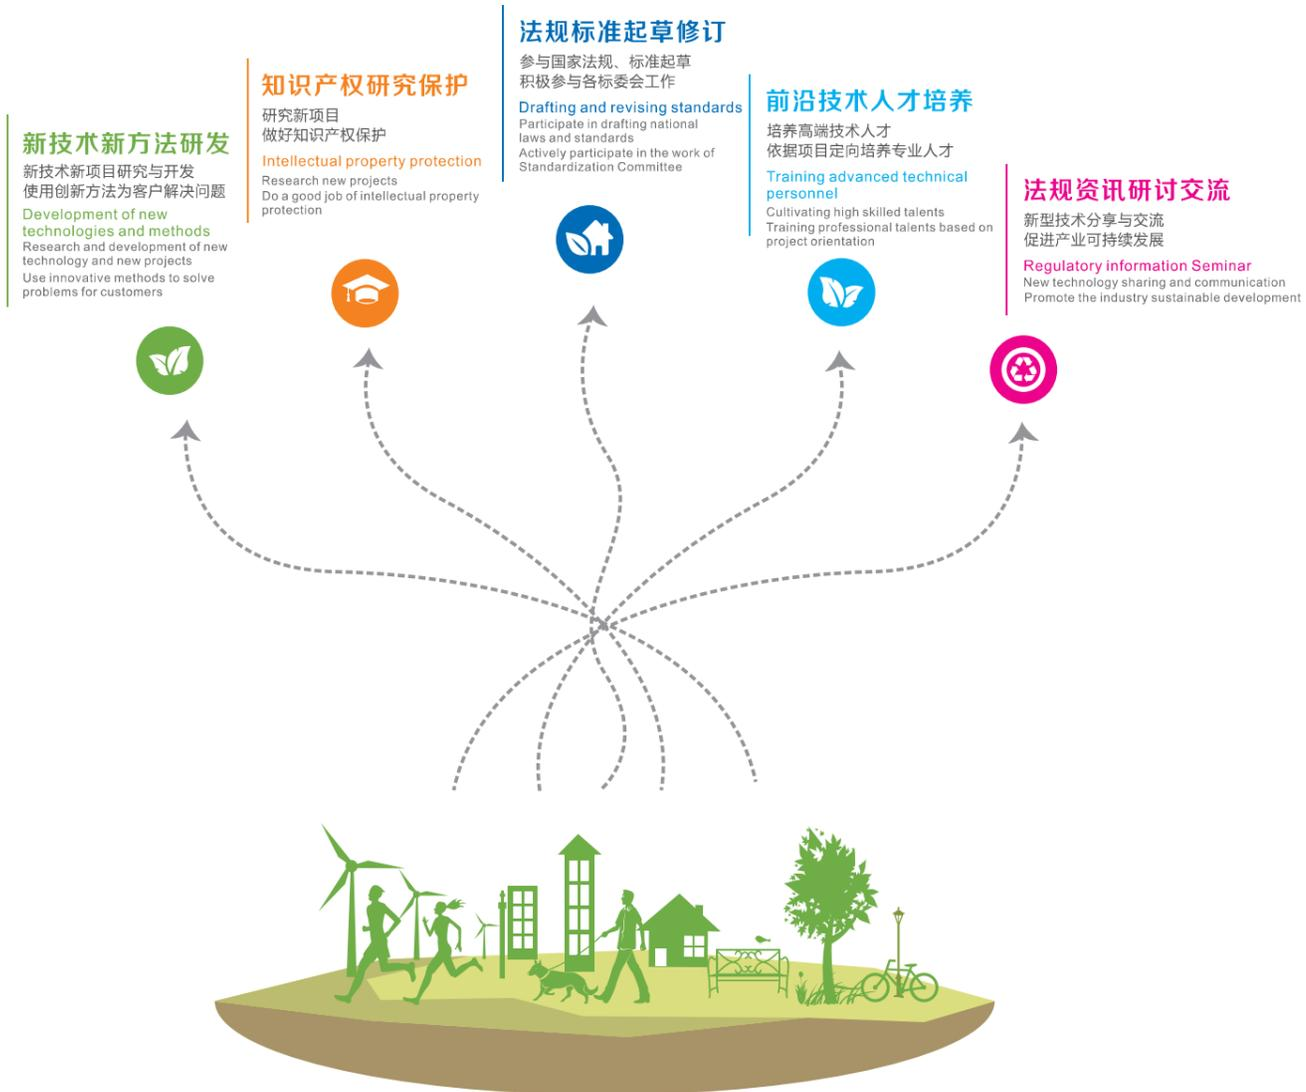 新技术新方法研发
新技术新项目研究与开发
使用创新方法为客户解决问题
Development of new
technologies and methods
Research and development of new
technology and new projects
Use innovative methods to solve
problems for customers
知识产权研究保护
研究新项目
做好知识产权保护
Intellectual property protection
Research new projects
Do a good job of intellectual property
protection
法规标准起草修订
参与国家法规、标准起草
积极参与各标委会工作
Drafting and revising standards
Participate in drafting national
laws and standards
Actively participate in the work of
Standardization Committee
前沿技术人才培养
培养高端技术人才
依据项目定向培养专业人才
Training advanced technical
personnel
Cultivating high skilled talents
Training professional talents based on
project orientation
法规资讯研讨交流
新型技术分享与交流
促进产业可持续发展
Regulatory information Seminar
New technology sharing and communication
Promote the industry sustainable development